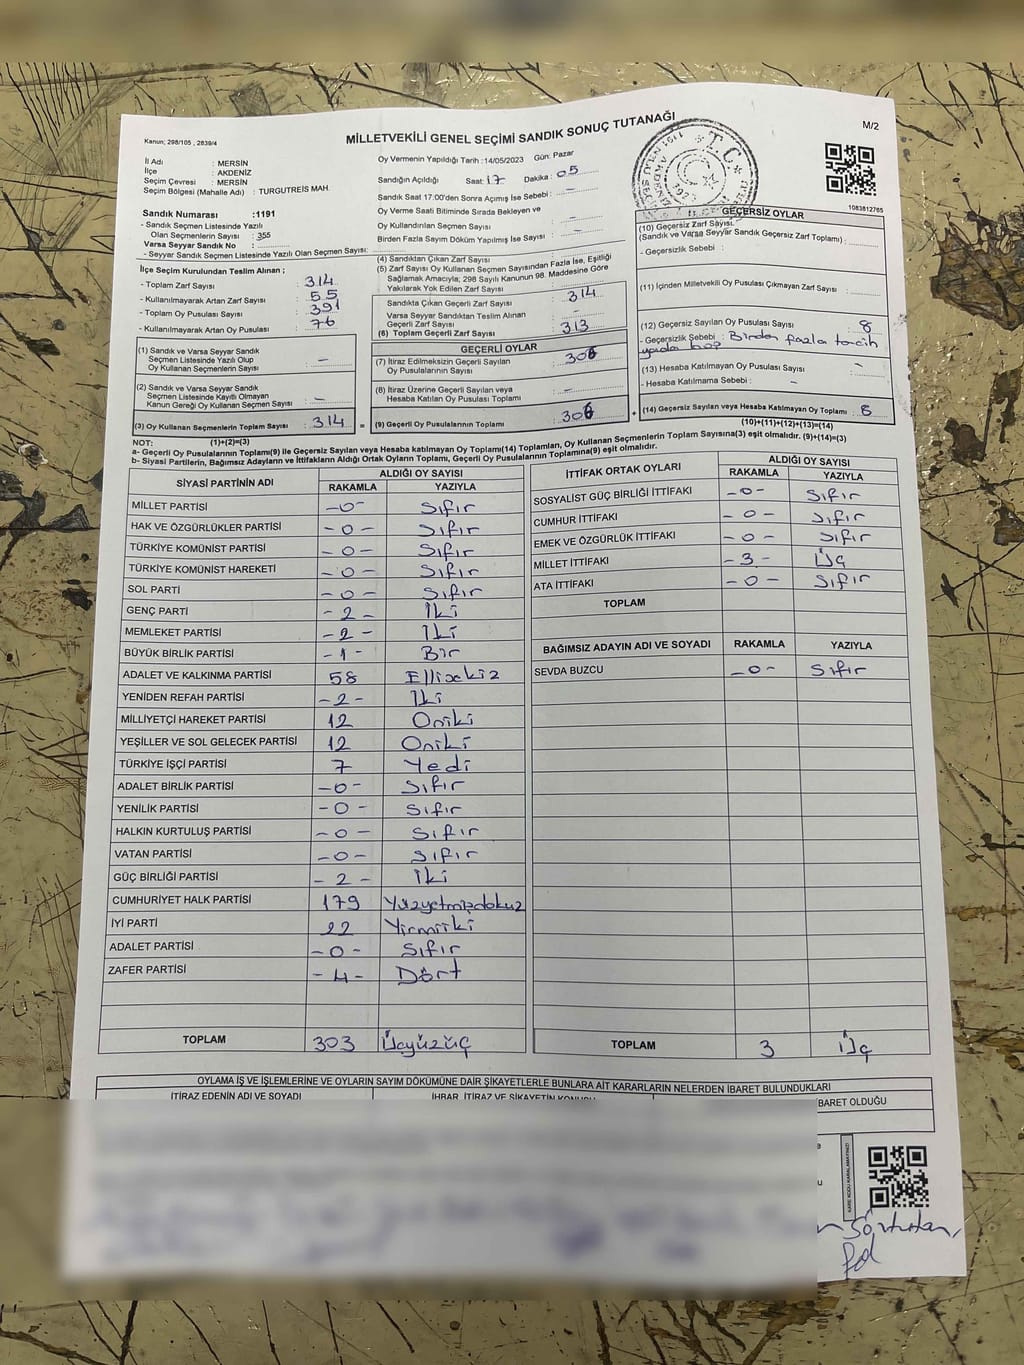 Kanun; 298/105 , 2839/4
MİLLETVEKİLİ GENEL SEÇİMİ SANDIK SONUÇ TUTANAĞI
M/2
İl Adı : MERSİN
İlçe : AKDENİZ
Seçim Çevresi : MERSİN
Seçim Bölgesi (Mahalle Adı) : TURGUTREİS MAH.
Oy Vermenin Yapıldığı Tarih :14/05/2023 Gün: Pazar
Sandığın Açıldığı Saat: 17 Dakika : 05
Sandık Saat 17:00'den Sonra Açımış İse Sebebi : -
Oy Verme Saati Bitiminde Sırada Bekleyen ve
Oy Kullandırılan Seçmen Sayısı : -
Birden Fazla Sayım Döküm Yapılmış İse Sayısı : -
T.C.
1083812765
Sandık Numarası :1191
- Sandık Seçmen Listesinde Yazılı
Olan Seçmenlerin Sayısı : 355
Varsa Seyyar Sandık No :
- Seyyar Sandık Seçmen Listesinde Yazılı Olan Seçmen Sayısı:
İlçe Seçim Kurulundan Teslim Alınan ;
- Toplam Zarf Sayısı : 314
- Kullanılmayarak Artan Zarf Sayısı : 55
- Toplam Oy Pusulası Sayısı : 391
- Kullanılmayarak Artan Oy Pusulası : 76
(1) Sandık ve Varsa Seyyar Sandık
Seçmen Listesinde Yazılı Olup
Oy Kullanan Seçmenlerin Sayısı : -
(2) Sandık ve Varsa Seyyar Sandık
Seçmen Listesinde Kayıtlı Olmayan
Kanun Gereği Oy Kullanan Seçmen Sayısı : -
(3) Oy Kullanan Seçmenlerin Toplam Sayısı : 314
(1)+(2)=(3)
(4) Sandıktan Çıkan Zarf Sayısı :
(5) Zarf Sayısı Oy Kullanan Seçmen Sayısından Fazla İse, Eşitliği
Sağlamak Amacıyla; 298 Sayılı Kanunun 98. Maddesine Göre
Yakılarak Yok Edilen Zarf Sayısı :
Sandıkta Çıkan Geçerli Zarf Sayısı : 314
Varsa Seyyar Sandıktan Teslim Alınan
Geçerli Zarf Sayısı :
(6) Toplam Geçerli Zarf Sayısı : 313
GEÇERLİ OYLAR
(7) İtiraz Edilmeksizin Geçerli Sayılan
Oy Pusulasının Sayısı : 306
(8) İtiraz Üzerine Geçerli Sayılan veya
Hesaba Katılan Oy Pusulası Toplamı : -
= (9) Geçerli Oy Pusulalarının Toplamı : 306
GEÇERSİZ OYLAR
(10) Geçersiz Zarf Sayısı.
(Sandık ve Varsa Seyyar Sandık Geçersiz Zarf Toplamı) :
- Geçersizlik Sebebi :
(11) İçinden Milletvekili Oy Pusulası Çıkmayan Zarf Sayısı :
(12) Geçersiz Sayılan Oy Pusulası Sayısı : 8
- Geçersizlik Sebebi : Birden fazla tercih
(13) Hesaba Katılmayan Oy Pusulası Sayısı : -
- Hesaba Katılmama Sebebi : -
+ (14) Geçersiz Sayılan veya Hesaba Katılmayan Oy Toplamı : 8
(10)+(11)+(12)+(13)=(14)
NOT:
a- Geçerli Oy Pusulalarının Toplamı(9) ile Geçersiz Sayılan veya Hesaba katılmayan Oy Toplamı(14) Toplamları, Oy Kullanan Seçmenlerin Toplam Sayısına(3) eşit olmalıdır. (9)+(14)=(3)
b- Siyasi Partilerin, Bağımsız Adayların ve İttifakların Aldığı Ortak Oyların Toplamı, Geçerli Oy Pusulalarının Toplamına(9) eşit olmalıdır.
SİYASİ PARTİNİN ADI ALDIĞI OY SAYISI
RAKAMLA YAZIYLA
MİLLET PARTİSİ -0- Sıfır
HAK VE ÖZGÜRLÜKLER PARTİSİ -0- Sıfır
TÜRKİYE KOMÜNİST PARTİSİ -0- Sıfır
TÜRKİYE KOMÜNİST HAREKETİ -0- Sıfır
SOL PARTİ -0- Sıfır
GENÇ PARTİ -2- İki
MEMLEKET PARTİSİ -2- İki
BÜYÜK BİRLİK PARTİSİ -1- Bir
ADALET VE KALKINMA PARTİSİ 58 Ellisekiz
YENİDEN REFAH PARTİSİ -2- İki
MİLLİYETÇİ HAREKET PARTİSİ 12 Oniki
YEŞİLLER VE SOL GELECEK PARTİSİ 12 Oniki
TÜRKİYE İŞÇİ PARTİSİ 7 Yedi
ADALET BİRLİK PARTİSİ -0- Sıfır
YENİLİK PARTİSİ -0- Sıfır
HALKIN KURTULUŞ PARTİSİ -0- Sıfır
VATAN PARTİSİ -0- Sıfır
GÜÇ BİRLİĞİ PARTİSİ -2- İki
CUMHURİYET HALK PARTİSİ 179 Yüzyetmişdokuz
İYİ PARTİ 22 Yirmiiki
ADALET PARTİSİ -0- Sıfır
ZAFER PARTİSİ -4- Dört
TOPLAM 303 Üçyüzüç
İTTİFAK ORTAK OYLARI ALDIĞI OY SAYISI
RAKAMLA YAZIYLA
SOSYALİST GÜÇ BİRLİĞİ İTTİFAKI -0- Sıfır
CUMHUR İTTİFAKI -0- Sıfır
EMEK VE ÖZGÜRLÜK İTTİFAKI -0- Sıfır
MİLLET İTTİFAKI -3- Üç
ATA İTTİFAKI -0- Sıfır
TOPLAM
BAĞIMSIZ ADAYIN ADI VE SOYADI RAKAMLA YAZIYLA
SEVDA BUZCU -0- Sıfır
TOPLAM 3 Üç
OYLAMA İŞ VE İŞLEMLERİNE VE OYLARIN SAYIM DÖKÜMÜNE DAİR ŞİKAYETLERLE BUNLARA AİT KARARLARIN NELERDEN İBARET BULUNDUKLARI
İTİRAZ EDENİN ADI VE SOYADI İHBAR, İTİRAZ VE ŞİKAYETİN KONUSU BARET OLDUĞU
KARE KODU KARALAMAYINIZ!